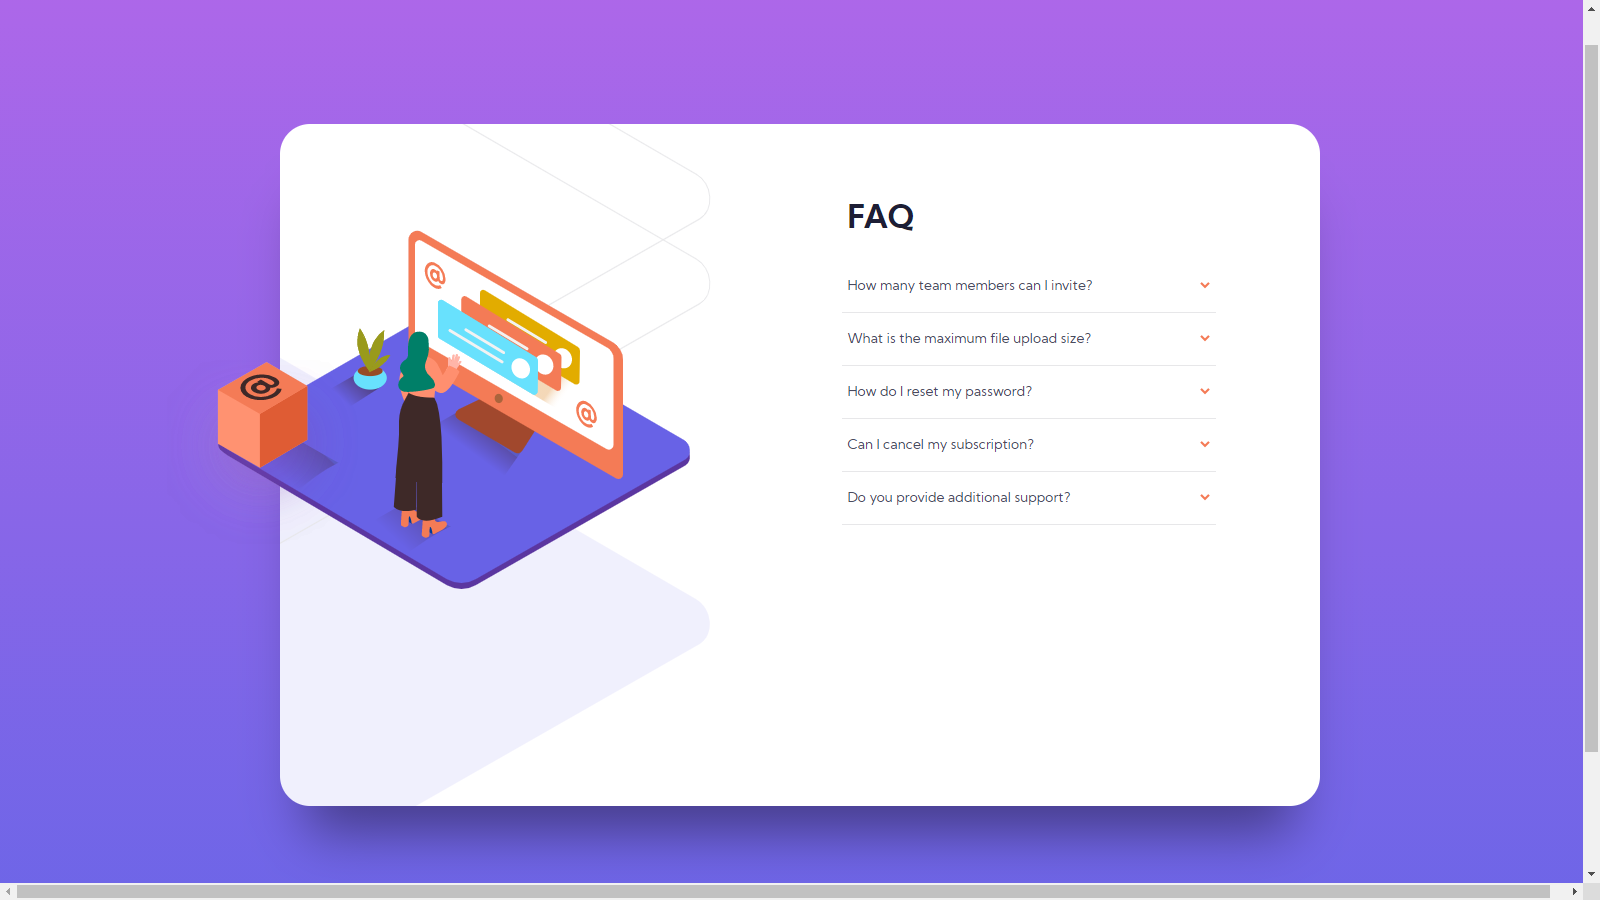 FAQ
How many team members can I invite?
What is the maximum file upload size?
How do I reset my password?
Can I cancel my subscription?
Do you provide additional support?
@
@
@